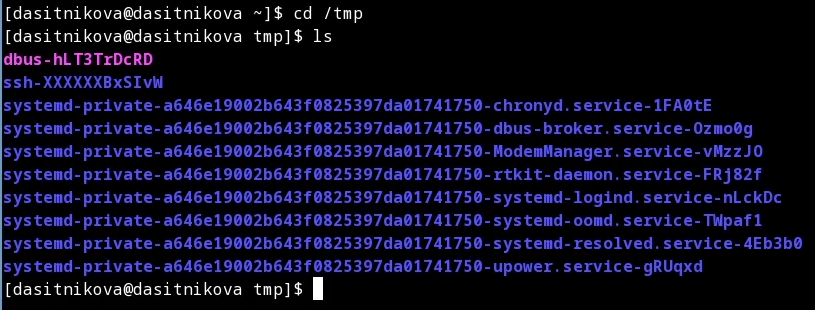 [dasitnikova@dasitnikova ~]$ cd /tmp
[dasitnikova@dasitnikova tmp]$ ls
dbus-hLT3TrDcRD
ssh-XXXXXXBxSIvW
systemd-private-a646e19002b643f0825397da01741750-chronyd.service-1FA0tE
systemd-private-a646e19002b643f0825397da01741750-dbus-broker.service-Ozmo0g
systemd-private-a646e19002b643f0825397da01741750-ModemManager.service-vMzzJO
systemd-private-a646e19002b643f0825397da01741750-rtkit-daemon.service-FRj82f
systemd-private-a646e19002b643f0825397da01741750-systemd-logind.service-nLckDc
systemd-private-a646e19002b643f0825397da01741750-systemd-oomd.service-TWpaf1
systemd-private-a646e19002b643f0825397da01741750-systemd-resolved.service-4Eb3b0
systemd-private-a646e19002b643f0825397da01741750-upower.service-gRUqxd
[dasitnikova@dasitnikova tmp]$